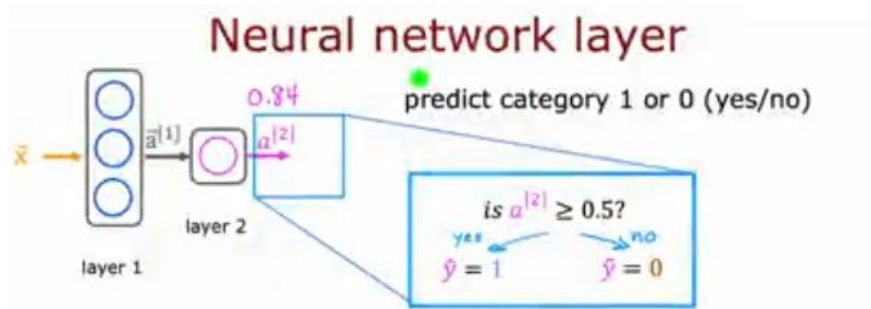 Neural network layer
predict category 1 or 0 (yes/no)
0.84
x⃗
a⃗[1]
a[2]
layer 2
layer 1
is a[2] ≥ 0.5?
yes no
ŷ = 1 ŷ = 0